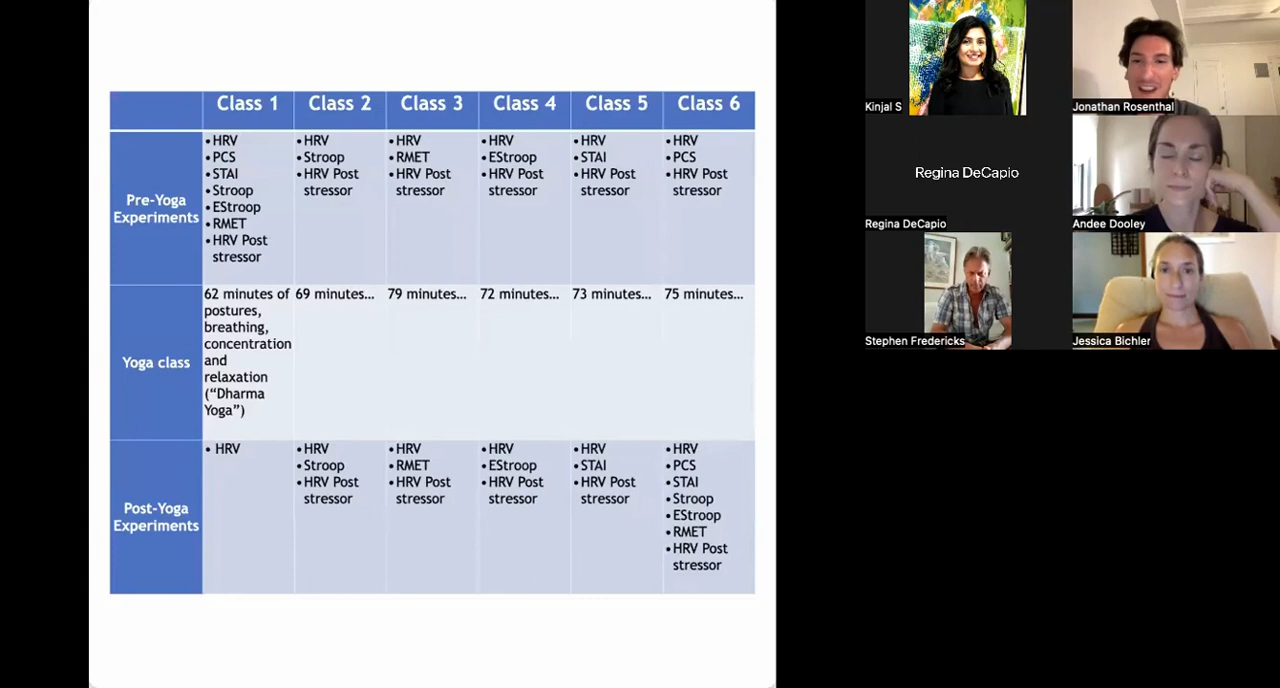 Class 1 Class 2 Class 3 Class 4 Class 5 Class 6
Pre-Yoga
Experiments
• HRV
• PCS
• STAI
• Stroop
• EStroop
• RMET
• HRV Post
stressor
• HRV
• Stroop
• HRV Post
stressor
• HRV
• RMET
• HRV Post
stressor
• HRV
• EStroop
• HRV Post
stressor
• HRV
• STAI
• HRV Post
stressor
• HRV
• PCS
• HRV Post
stressor
Yoga class
62 minutes of
postures,
breathing,
concentration
and
relaxation
(“Dharma
Yoga”)
69 minutes…
79 minutes…
72 minutes…
73 minutes…
75 minutes…
Post-Yoga
Experiments
• HRV
• HRV
• Stroop
• HRV Post
stressor
• HRV
• RMET
• HRV Post
stressor
• HRV
• EStroop
• HRV Post
stressor
• HRV
• STAI
• HRV Post
stressor
• HRV
• PCS
• STAI
• Stroop
• EStroop
• RMET
• HRV Post
stressor
Kinjal S
Jonathan Rosenthal
Regina DeCapio
Regina DeCapio
Andee Dooley
Stephen Fredericks
Jessica Bichler